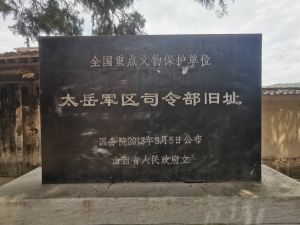 全国重点文物保护单位
太岳军区司令部旧址
国务院2013年3月5日公布
山西省人民政府立